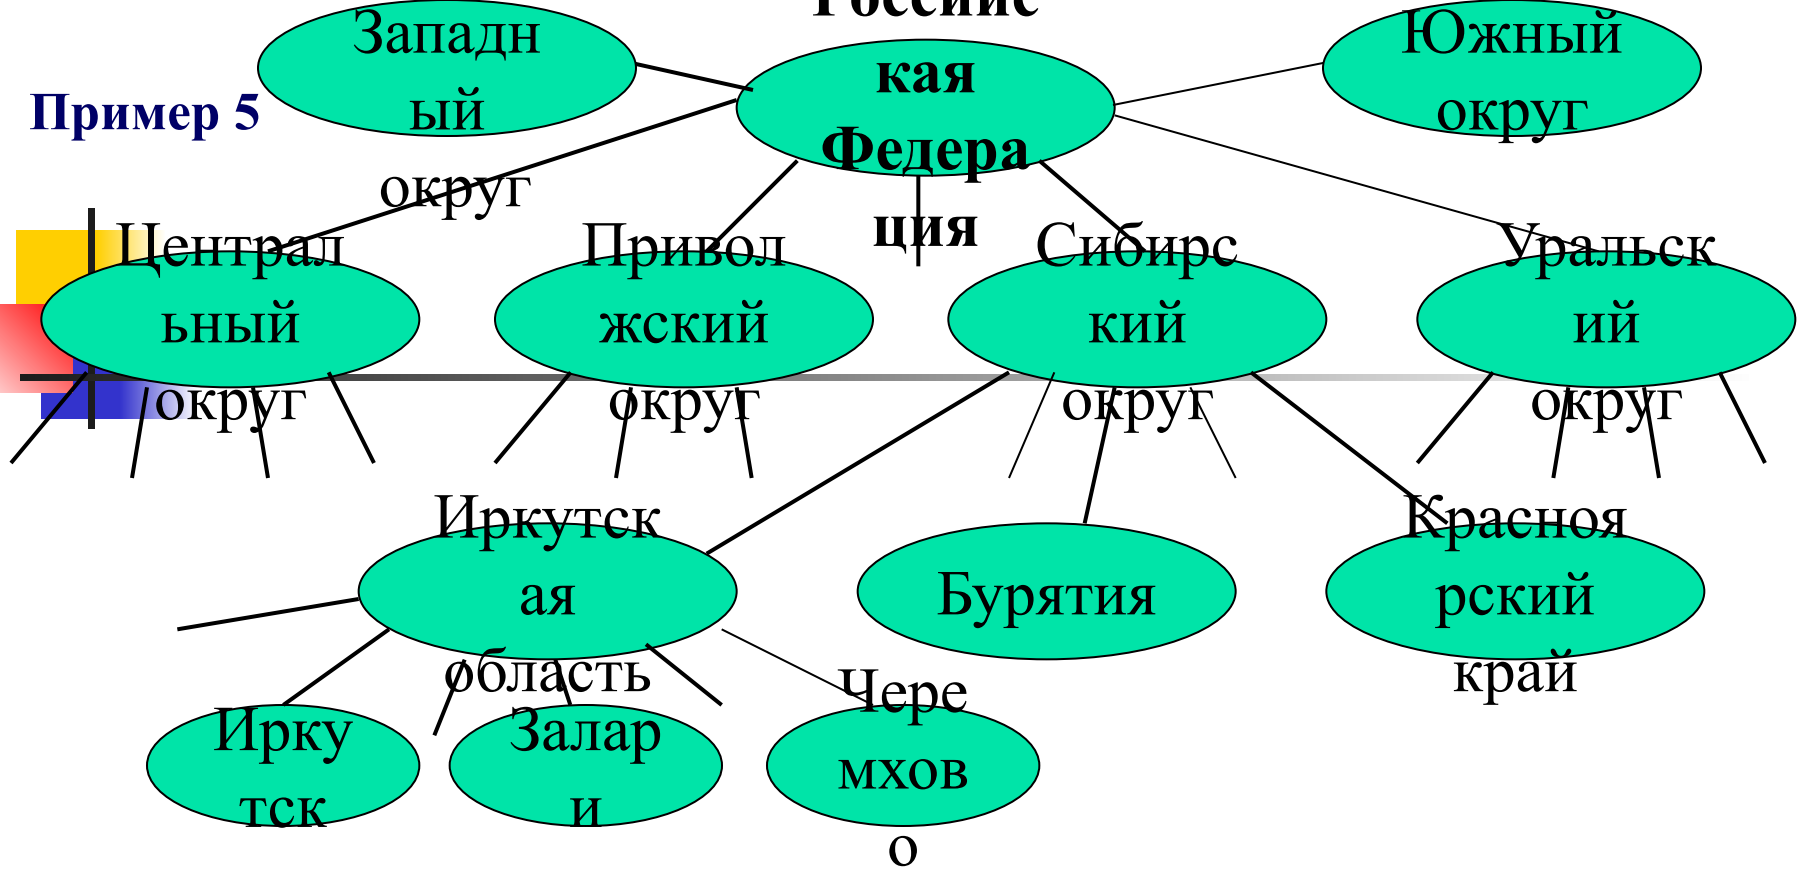 Российс
кая
Федера
ция
Западн
ый
округ
Южный
округ
Пример 5
Централ
ьный
округ
Привол
жский
округ
Сибирс
кий
округ
Уральск
ий
округ
Иркутск
ая
область
Бурятия
Красноя
рский
край
Ирку
тск
Залар
и
Чере
мхов
о